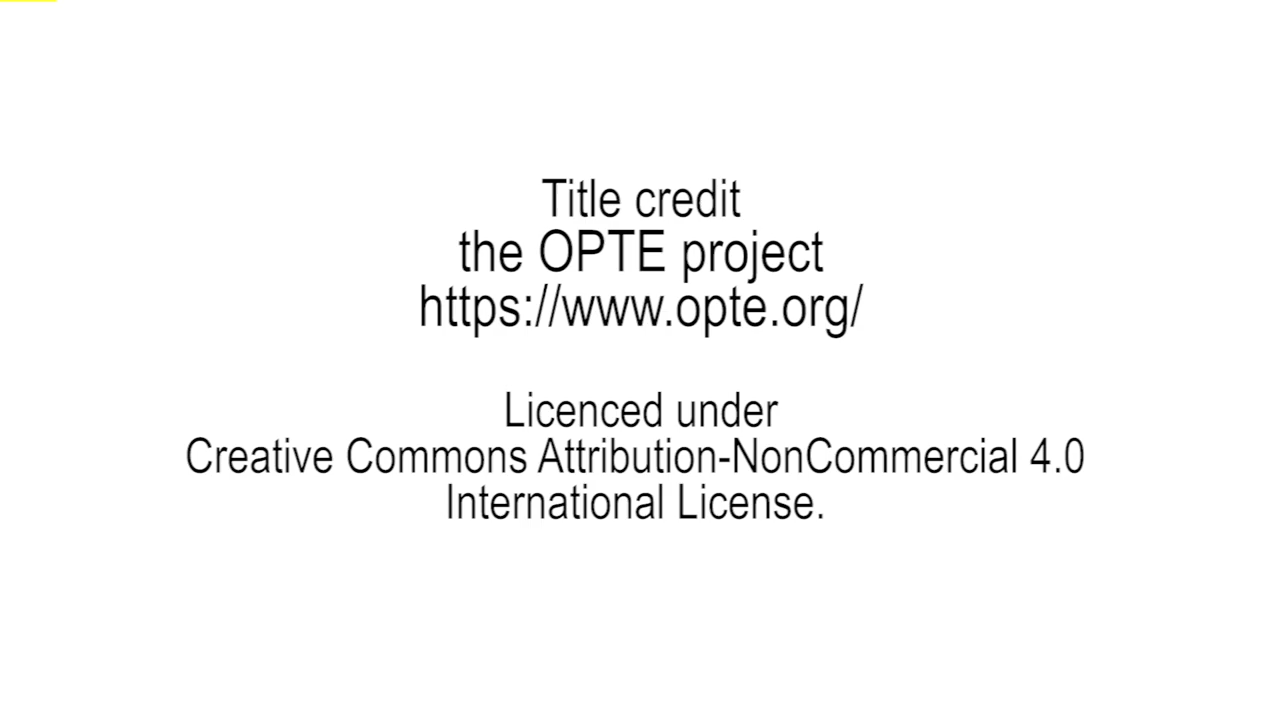 Title credit
the OPTE project
https://www.opte.org/
Licenced under
Creative Commons Attribution-NonCommercial 4.0
International License.